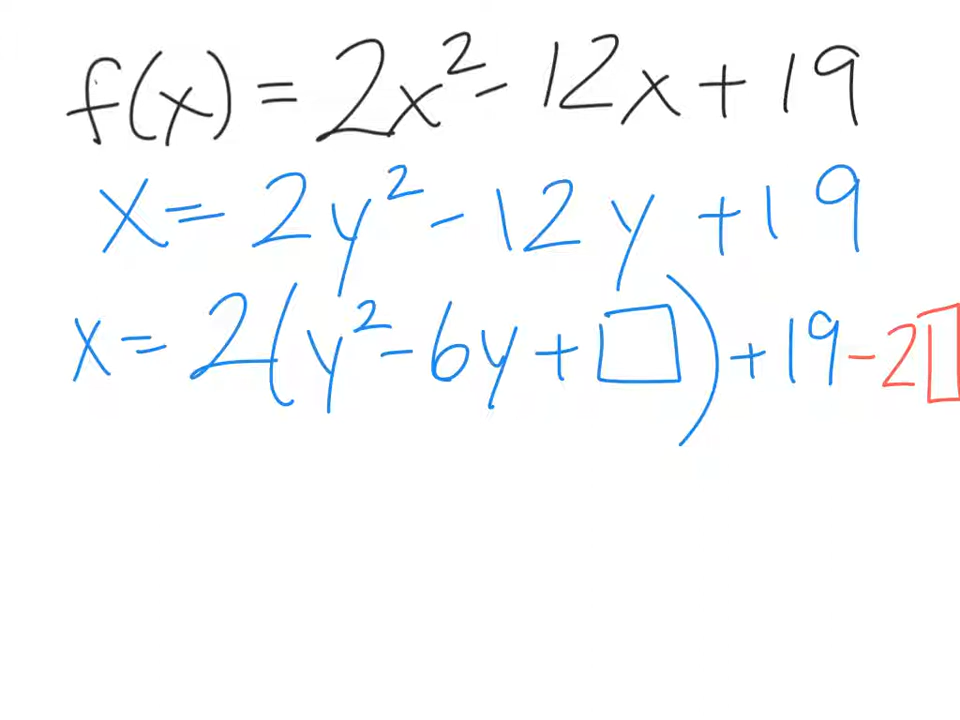 f(x) = 2x² - 12x + 19
x = 2y² - 12y + 19
x = 2(y² - 6y + □) + 19 - 2□